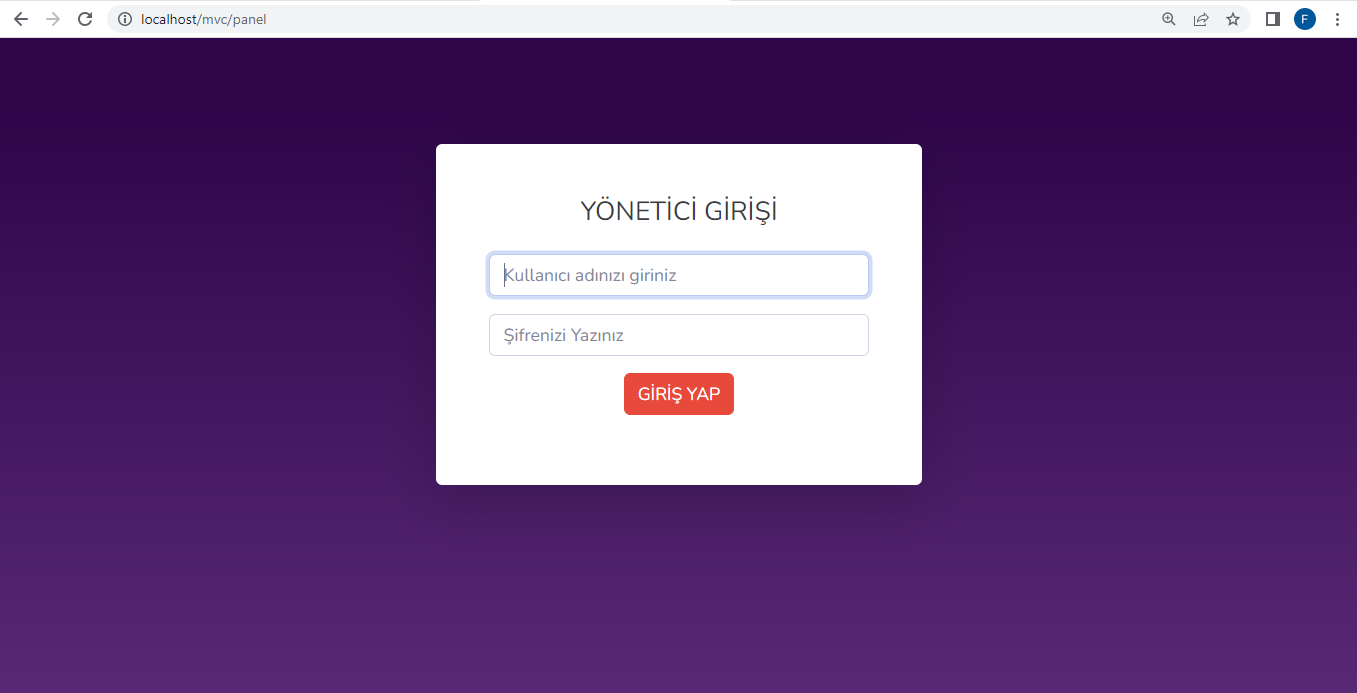 localhost/mvc/panel
F
YÖNETİCİ GİRİŞİ
Kullanıcı adınızı giriniz
Şifrenizi Yazınız
GİRİŞ YAP